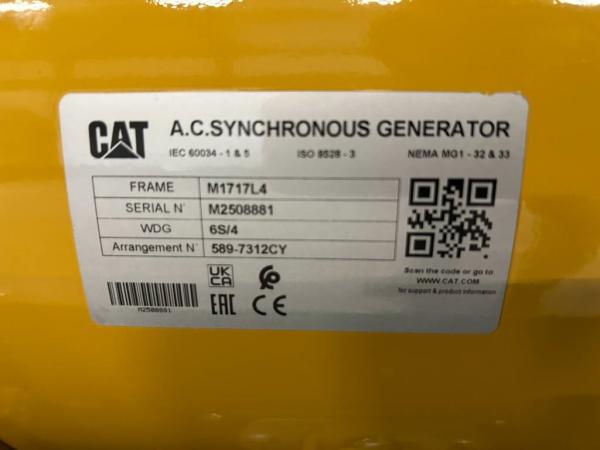 CAT A.C.SYNCHRONOUS GENERATOR
IEC 60034 - 1 & 5 ISO 8528 - 3 NEMA MG1 - 32 & 33
FRAME M1717L4
SERIAL N° M2508881
WDG 6S/4
Arrangement N° 589-7312CY
Scan the code or go to
WWW.CAT.COM
for support & product information
UK
CA
EAC CE
M2508881